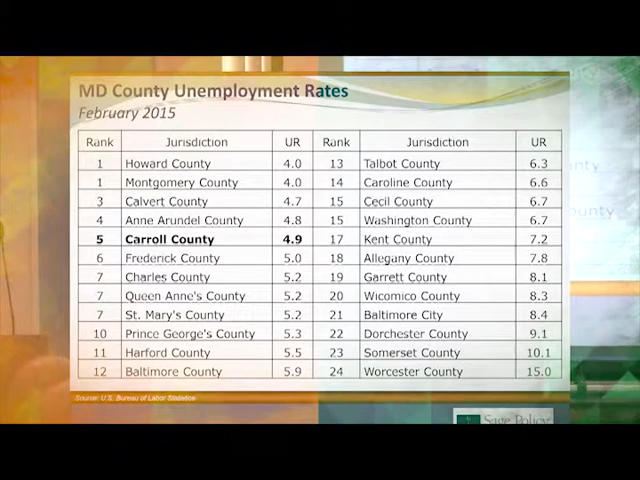 MD County Unemployment Rates
February 2015
Rank Jurisdiction UR Rank Jurisdiction UR
1 Howard County 4.0 13 Talbot County 6.3
1 Montgomery County 4.0 14 Caroline County 6.6
3 Calvert County 4.7 15 Cecil County 6.7
4 Anne Arundel County 4.8 15 Washington County 6.7
5 Carroll County 4.9 17 Kent County 7.2
6 Frederick County 5.0 18 Allegany County 7.8
7 Charles County 5.2 19 Garrett County 8.1
7 Queen Anne's County 5.2 20 Wicomico County 8.3
7 St. Mary's County 5.2 21 Baltimore City 8.4
10 Prince George's County 5.3 22 Dorchester County 9.1
11 Harford County 5.5 23 Somerset County 10.1
12 Baltimore County 5.9 24 Worcester County 15.0
Source: U.S. Bureau of Labor Statistics
Sage Policy